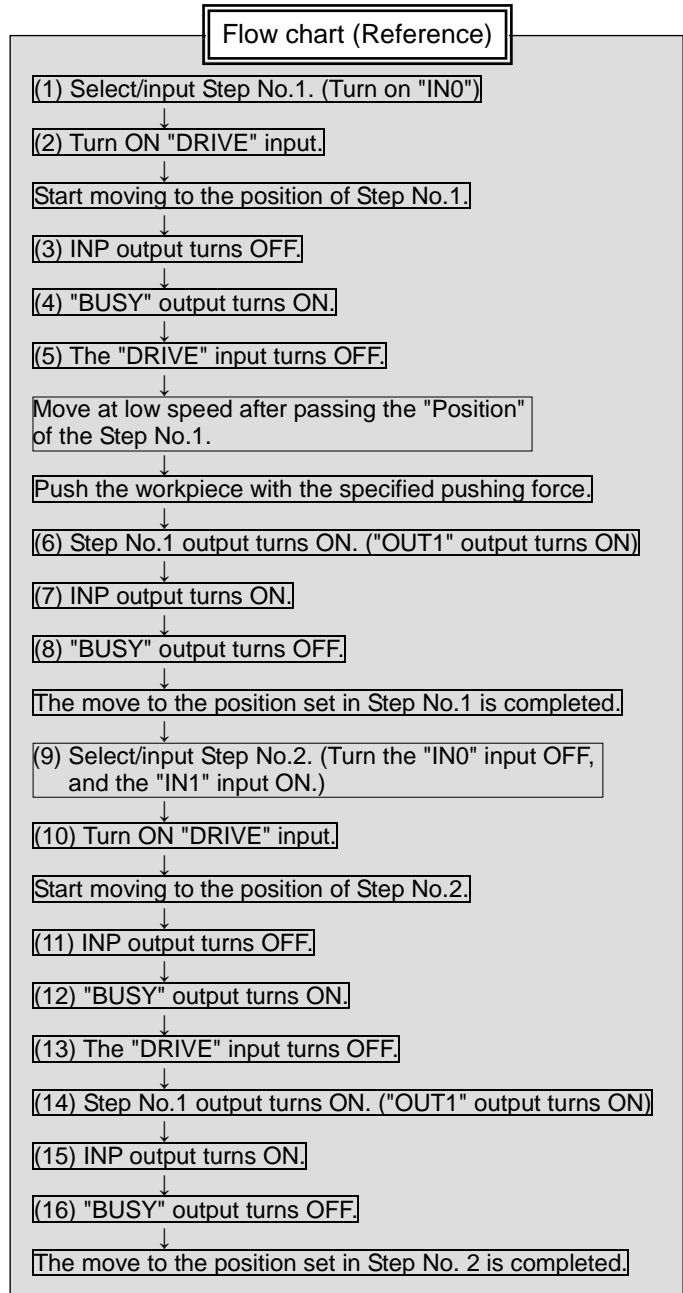 Flow chart (Reference)
(1) Select/input Step No.1. (Turn on "IN0")
↓
(2) Turn ON "DRIVE" input.
↓
Start moving to the position of Step No.1.
↓
(3) INP output turns OFF.
↓
(4) "BUSY" output turns ON.
↓
(5) The "DRIVE" input turns OFF.
↓
Move at low speed after passing the "Position"
of the Step No.1.
↓
Push the workpiece with the specified pushing force.
↓
(6) Step No.1 output turns ON. ("OUT1" output turns ON)
↓
(7) INP output turns ON.
↓
(8) "BUSY" output turns OFF.
↓
The move to the position set in Step No.1 is completed.
↓
(9) Select/input Step No.2. (Turn the "IN0" input OFF,
and the "IN1" input ON.)
↓
(10) Turn ON "DRIVE" input.
↓
Start moving to the position of Step No.2.
↓
(11) INP output turns OFF.
↓
(12) "BUSY" output turns ON.
↓
(13) The "DRIVE" input turns OFF.
↓
(14) Step No.1 output turns ON. ("OUT1" output turns ON)
↓
(15) INP output turns ON.
↓
(16) "BUSY" output turns OFF.
↓
The move to the position set in Step No. 2 is completed.